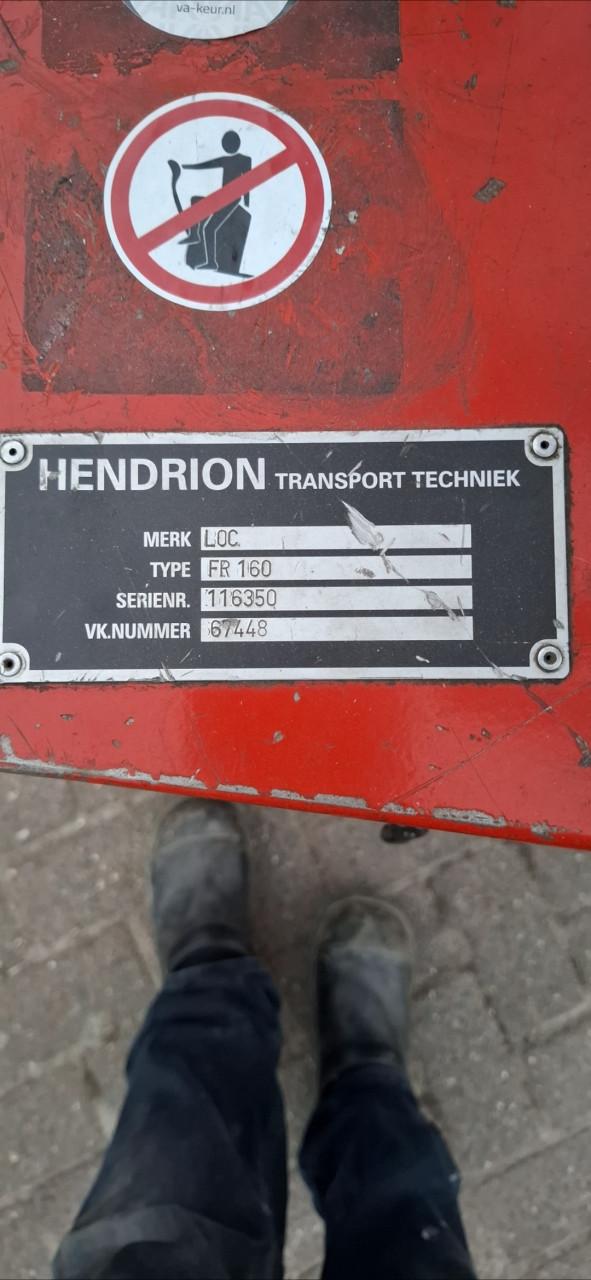 va-keur.nl
HENDRION TRANSPORT TECHNIEK
MERK LOC
TYPE FR 160
SERIENR. 116350
VK.NUMMER 67448